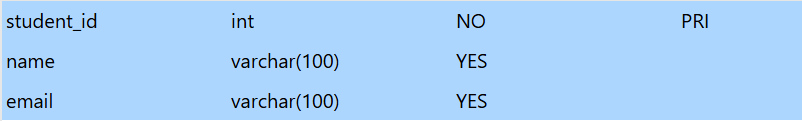 student_id int NO PRI
name varchar(100) YES
email varchar(100) YES